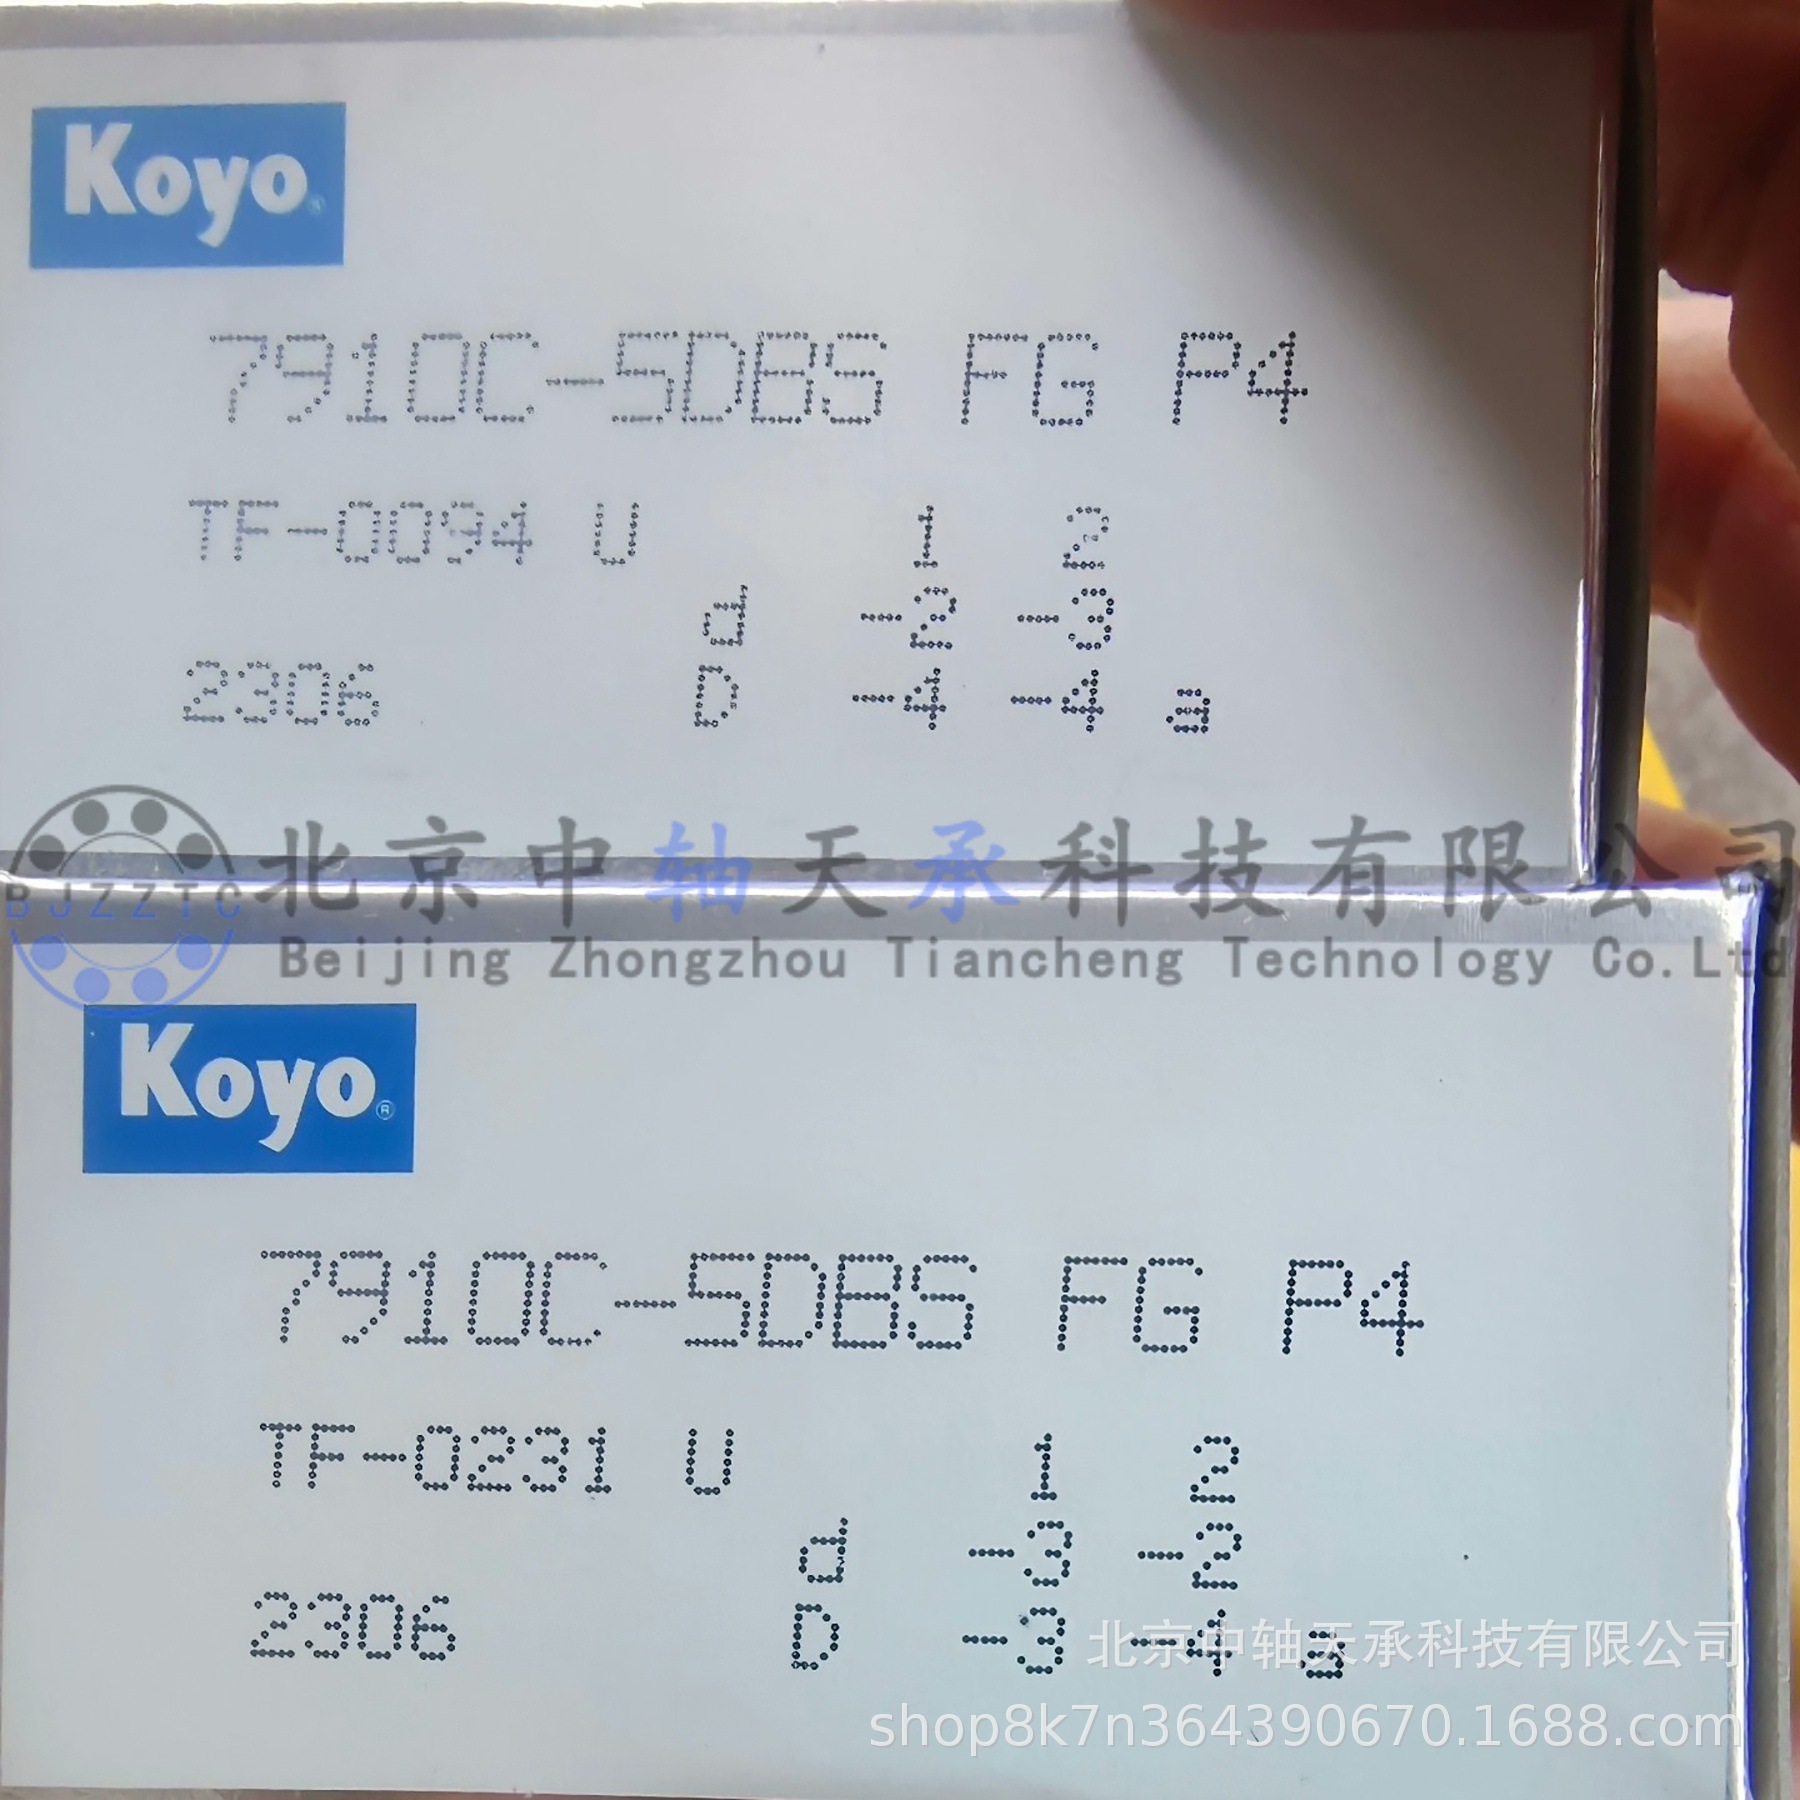 Koyo®
7910C-5DBS FG P4
TF-0094 U 1 2
d -2 -3
2306 D -4 -4 a
BJZZTC
北京中轴天承科技有限公司
Beijing Zhongzhou Tiancheng Technology Co.Ltd
Koyo®
7910C-5DBS FG P4
TF-0231 U 1 2
d -3 -2
2306 D -3 -4 a
北京中轴天承科技有限公司
shop8k7n364390670.1688.com